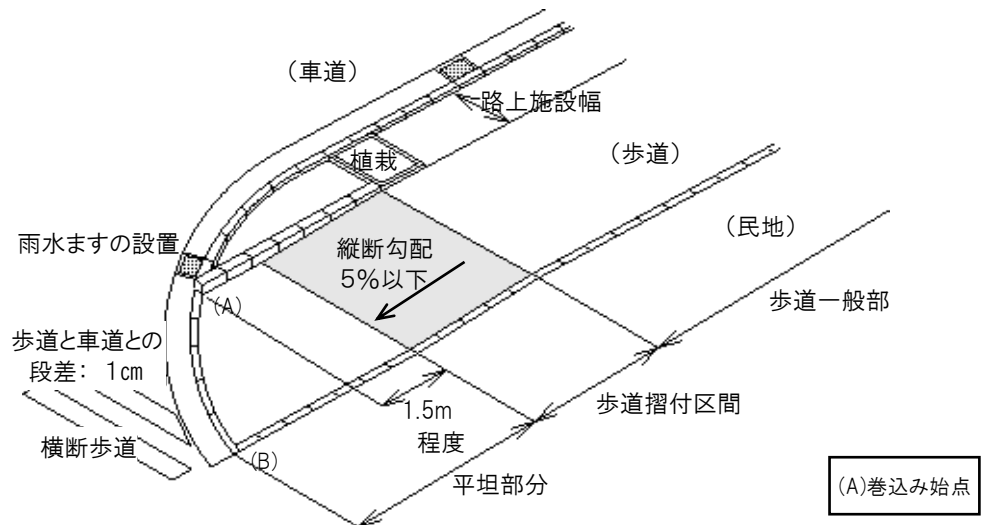 （車道）
路上施設幅
植栽
（歩道）
（民地）
雨水ますの設置
縦断勾配
5％以下
(A)
歩道一般部
歩道と車道との
段差：1㎝
1.5m
程度
歩道摺付区間
横断歩道
(B)
平坦部分
(A)巻込み始点